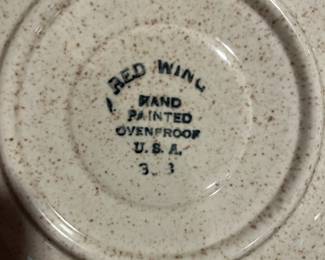 RED WING
HAND
PAINTED
OVENPROOF
U.S.A.